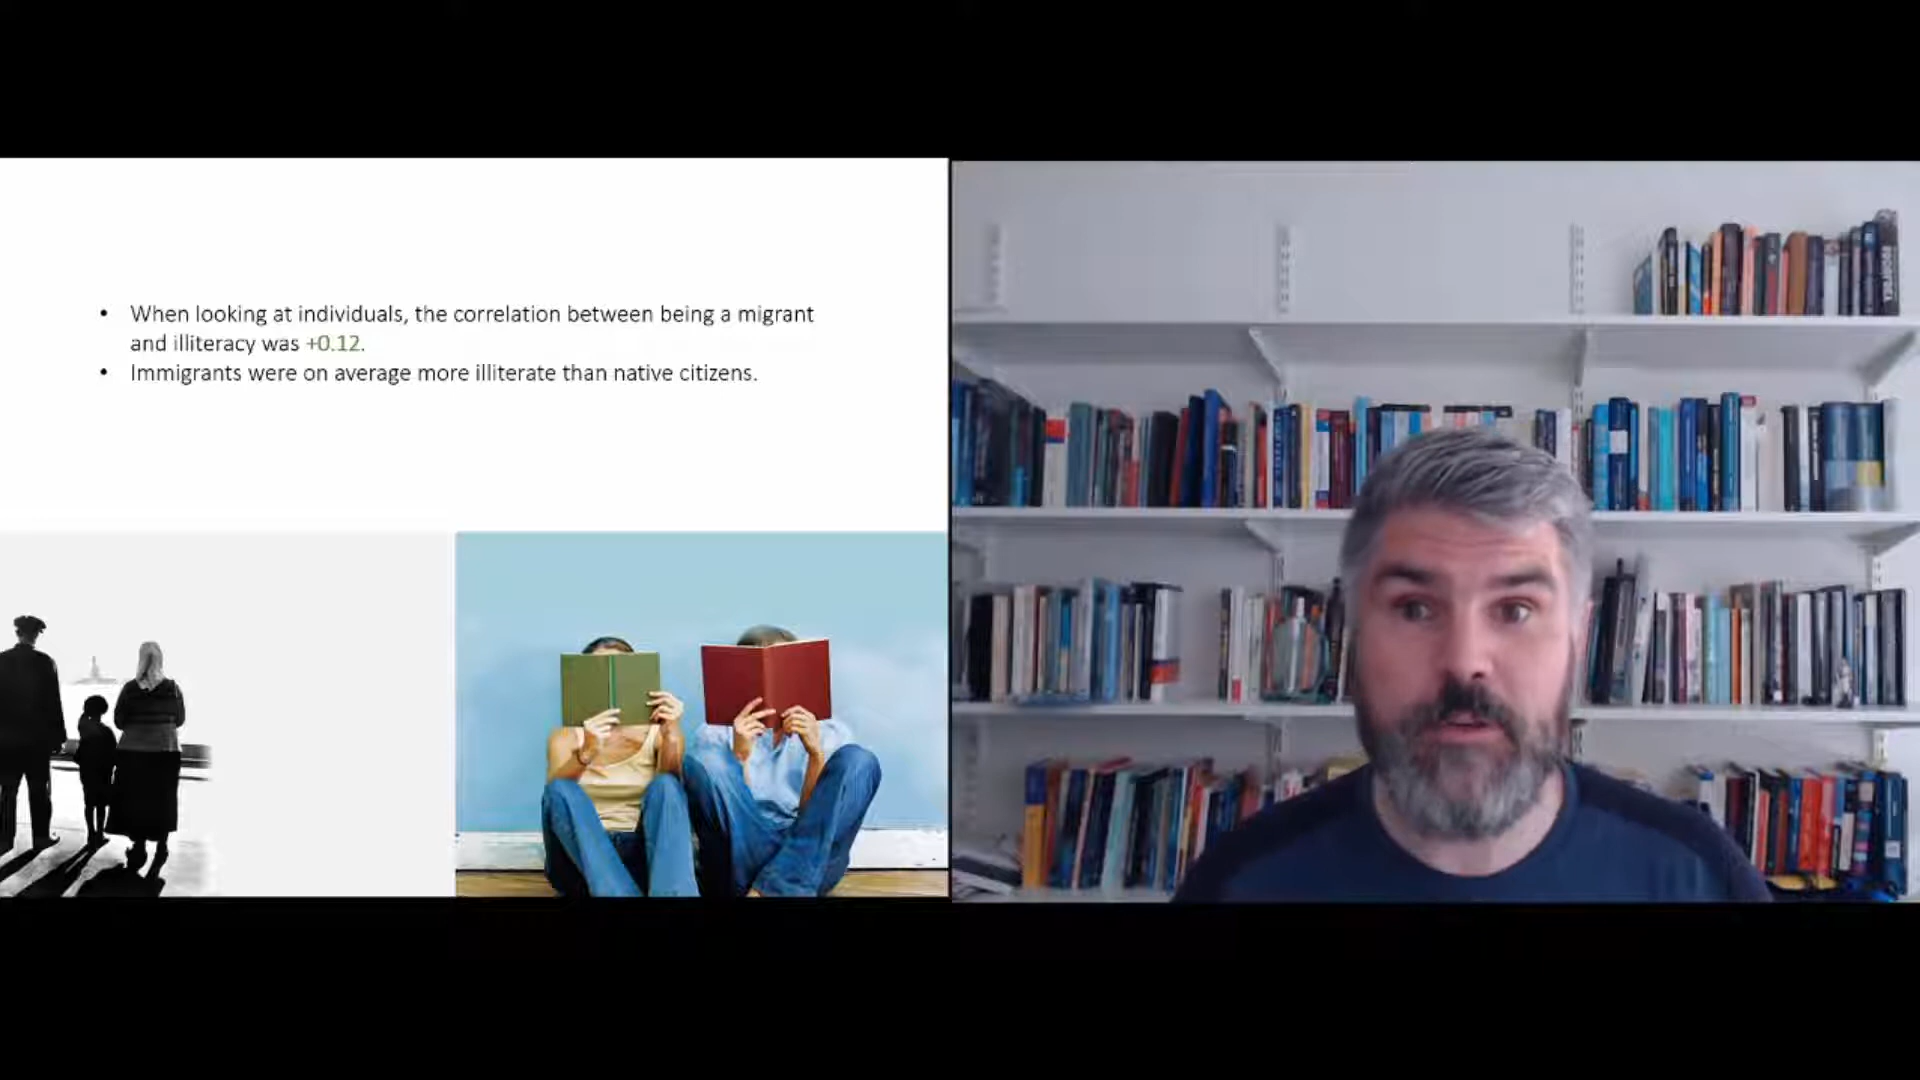 • When looking at individuals, the correlation between being a migrant
and illiteracy was +0.12.
• Immigrants were on average more illiterate than native citizens.